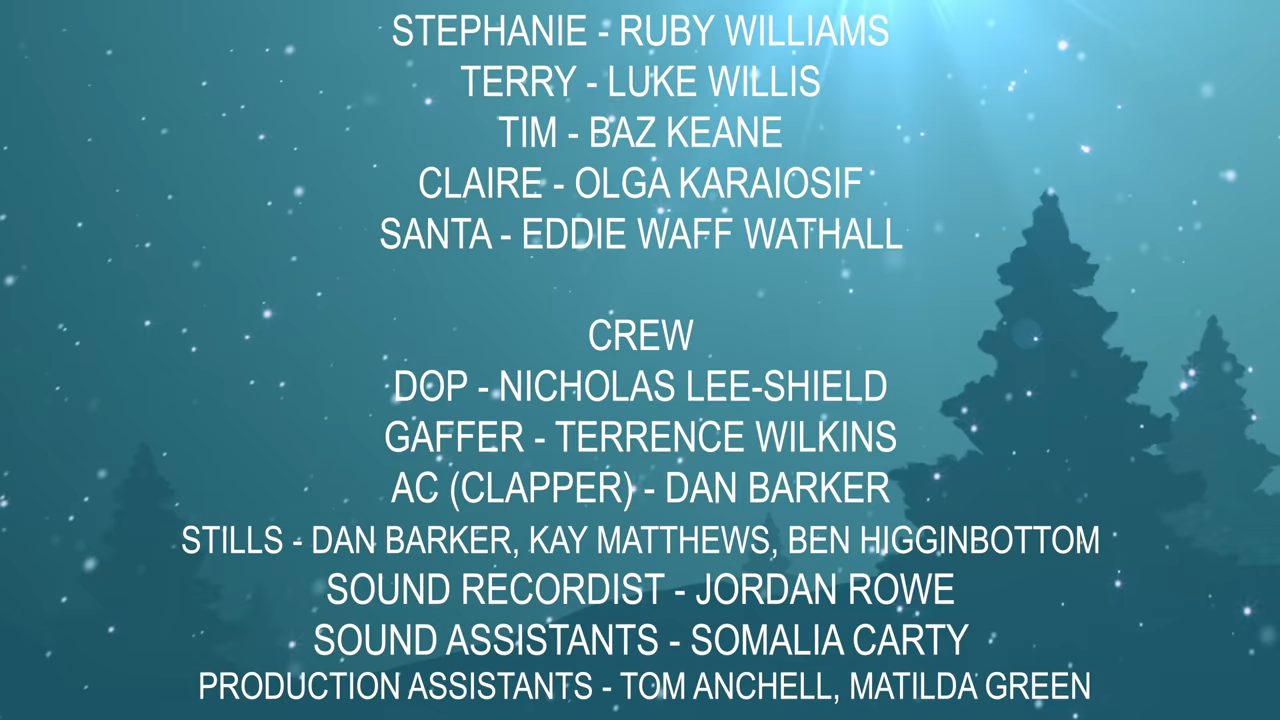 STEPHANIE - RUBY WILLIAMS
TERRY - LUKE WILLIS
TIM - BAZ KEANE
CLAIRE - OLGA KARAIOSIF
SANTA - EDDIE WAFF WATHALL
CREW
DOP - NICHOLAS LEE-SHIELD
GAFFER - TERRENCE WILKINS
AC (CLAPPER) - DAN BARKER
STILLS - DAN BARKER, KAY MATTHEWS, BEN HIGGINBOTTOM
SOUND RECORDIST - JORDAN ROWE
SOUND ASSISTANTS - SOMALIA CARTY
PRODUCTION ASSISTANTS - TOM ANCHELL, MATILDA GREEN